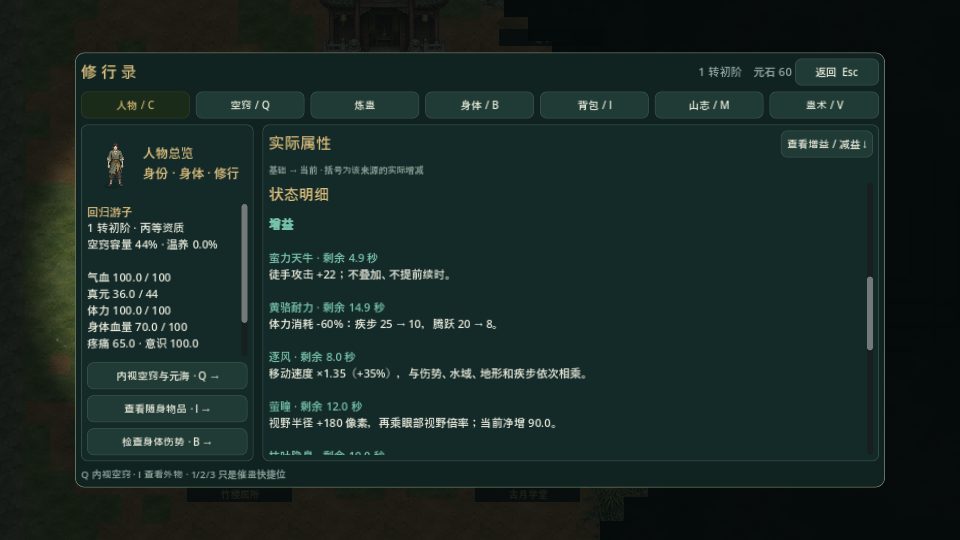 修行录
1 转初阶 元石 60 返回 Esc
人物 / C
空窍 / Q
炼蛊
身体 / B
背包 / I
山志 / M
蛊术 / V
人物总览
身份 · 身体 · 修行
回归游子
1 转初阶 · 丙等资质
空窍容量 44% · 温养 0.0%
气血 100.0 / 100
真元 36.0 / 44
体力 100.0 / 100
身体血量 70.0 / 100
疼痛 65.0 · 意识 100.0
内视空窍与元海 · Q →
查看随身物品 · I →
检查身体伤势 · B →
实际属性
查看增益 / 减益 ↓
基础 → 当前 · 括号为该来源的实际增减
状态明细
增益
蛮力天牛 · 剩余 4.9 秒
徒手攻击 +22；不叠加、不提前续时。
黄骆耐力 · 剩余 14.9 秒
体力消耗 -60%：疾步 25 → 10，腾跃 20 → 8。
逐风 · 剩余 8.0 秒
移动速度 ×1.35（+35%），与伤势、水域、地形和疾步依次相乘。
萤瞳 · 剩余 12.0 秒
视野半径 +180 像素，再乘眼部视野倍率；当前净增 90.0。
Q 内视空窍 · I 查看外物 · 1/2/3 只是催蛊快捷位
古月学堂